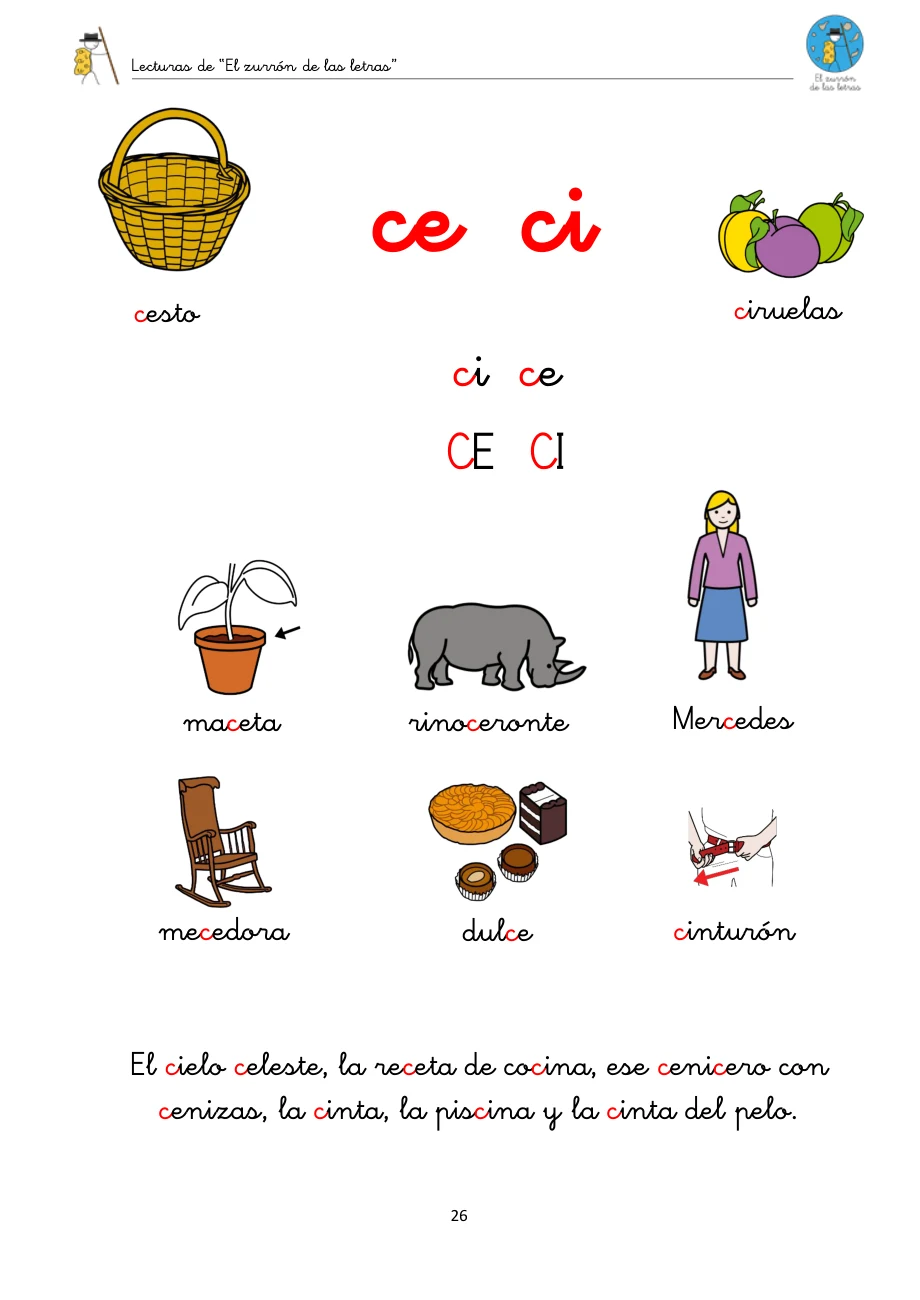 Lecturas de "El zurrón de las letras"
El zurrón
de las letras
ce ci
cesto
ciruelas
ci ce
CE CI
maceta
rinoceronte
Mercedes
mecedora
dulce
cinturón
El cielo celeste, la receta de cocina, ese cenicero con
cenizas, la cinta, la piscina y la cinta del pelo.
26